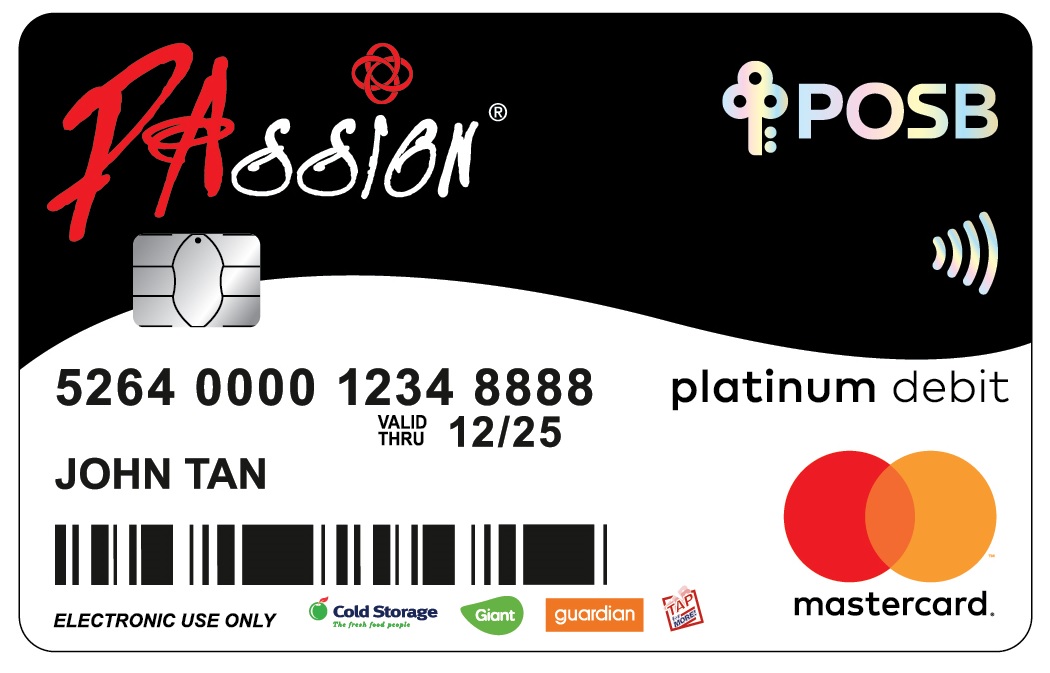 PAssion®
POSB
5264 0000 1234 8888
platinum debit
VALID
THRU 12/25
JOHN TAN
mastercard.
ELECTRONIC USE ONLY
Cold Storage
The fresh food people
Giant
guardian
TAP
FOR
MORE!